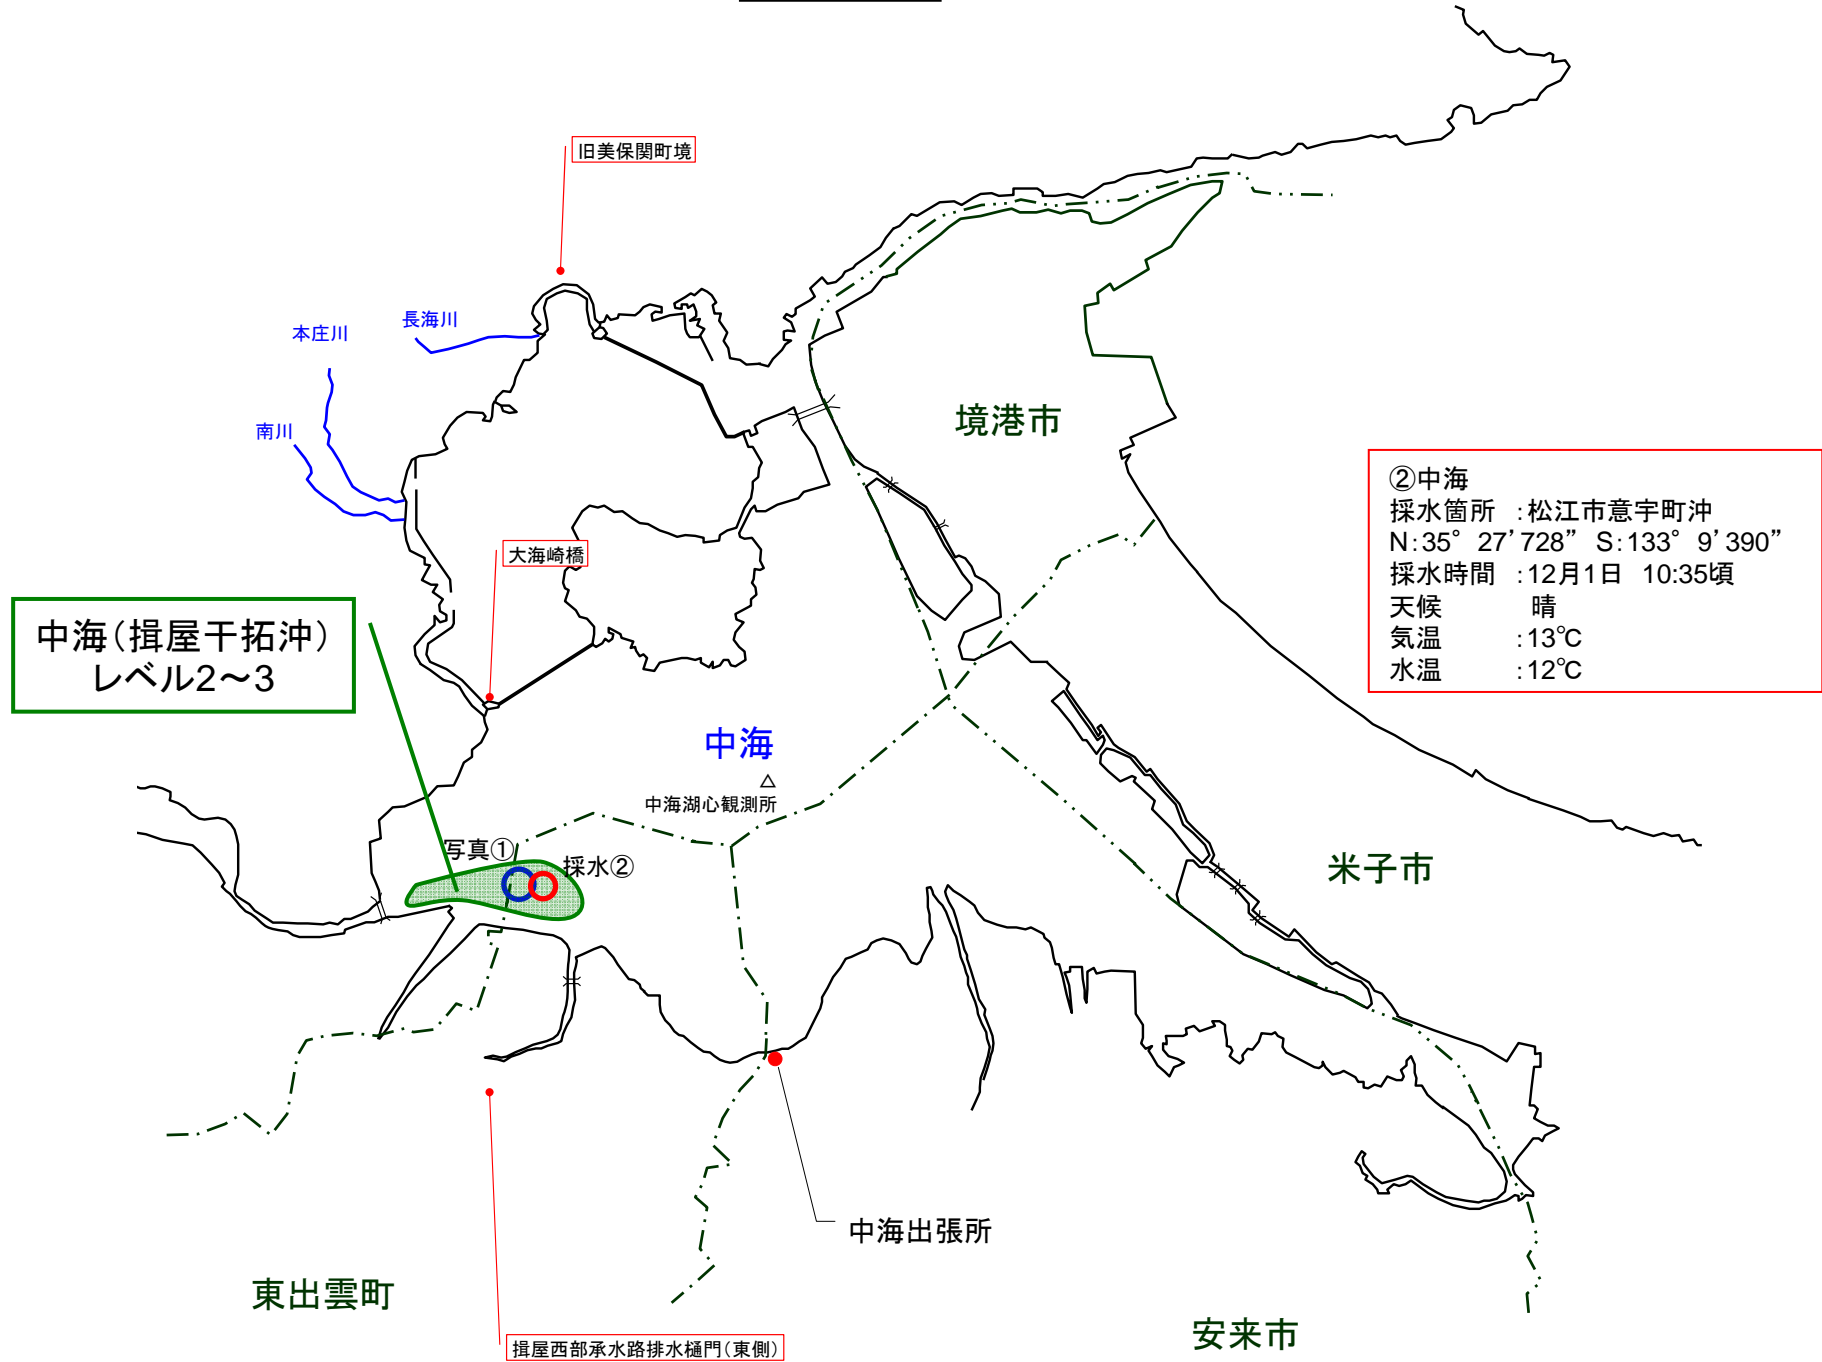 旧美保関町境
長海川
本庄川
南川
境港市
大海崎橋
②中海
採水箇所　:松江市意宇町沖
N:35°27’728”　S:133°9’390”
採水時間　:12月1日　10:35頃
天候　　　晴
気温　　　:13℃
水温　　　:12℃
中海(揖屋干拓沖)
レベル2～3
中海
△
中海湖心観測所
写真①
採水②
米子市
中海出張所
東出雲町
安来市
揖屋西部承水路排水樋門(東側)